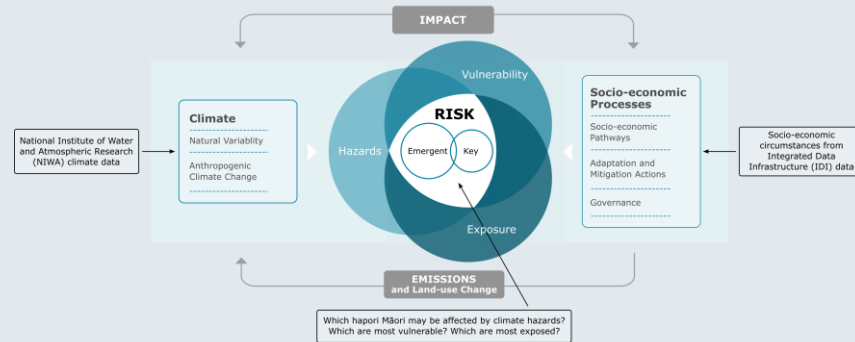 IMPACT
National Institute of Water
and Atmospheric Research
(NIWA) climate data
Climate
Natural Variablity
Anthropogenic
Climate Change
Hazards
Vulnerability
RISK
Emergent
Key
Exposure
Socio-economic
Processes
Socio-economic
Pathways
Adaptation and
Mitigation Actions
Governance
Socio-economic
circumstances from
Integrated Data
Infrastructure (IDI) data
EMISSIONS
and Land-use Change
Which hapori Māori may be affected by climate hazards?
Which are most vulnerable? Which are most exposed?